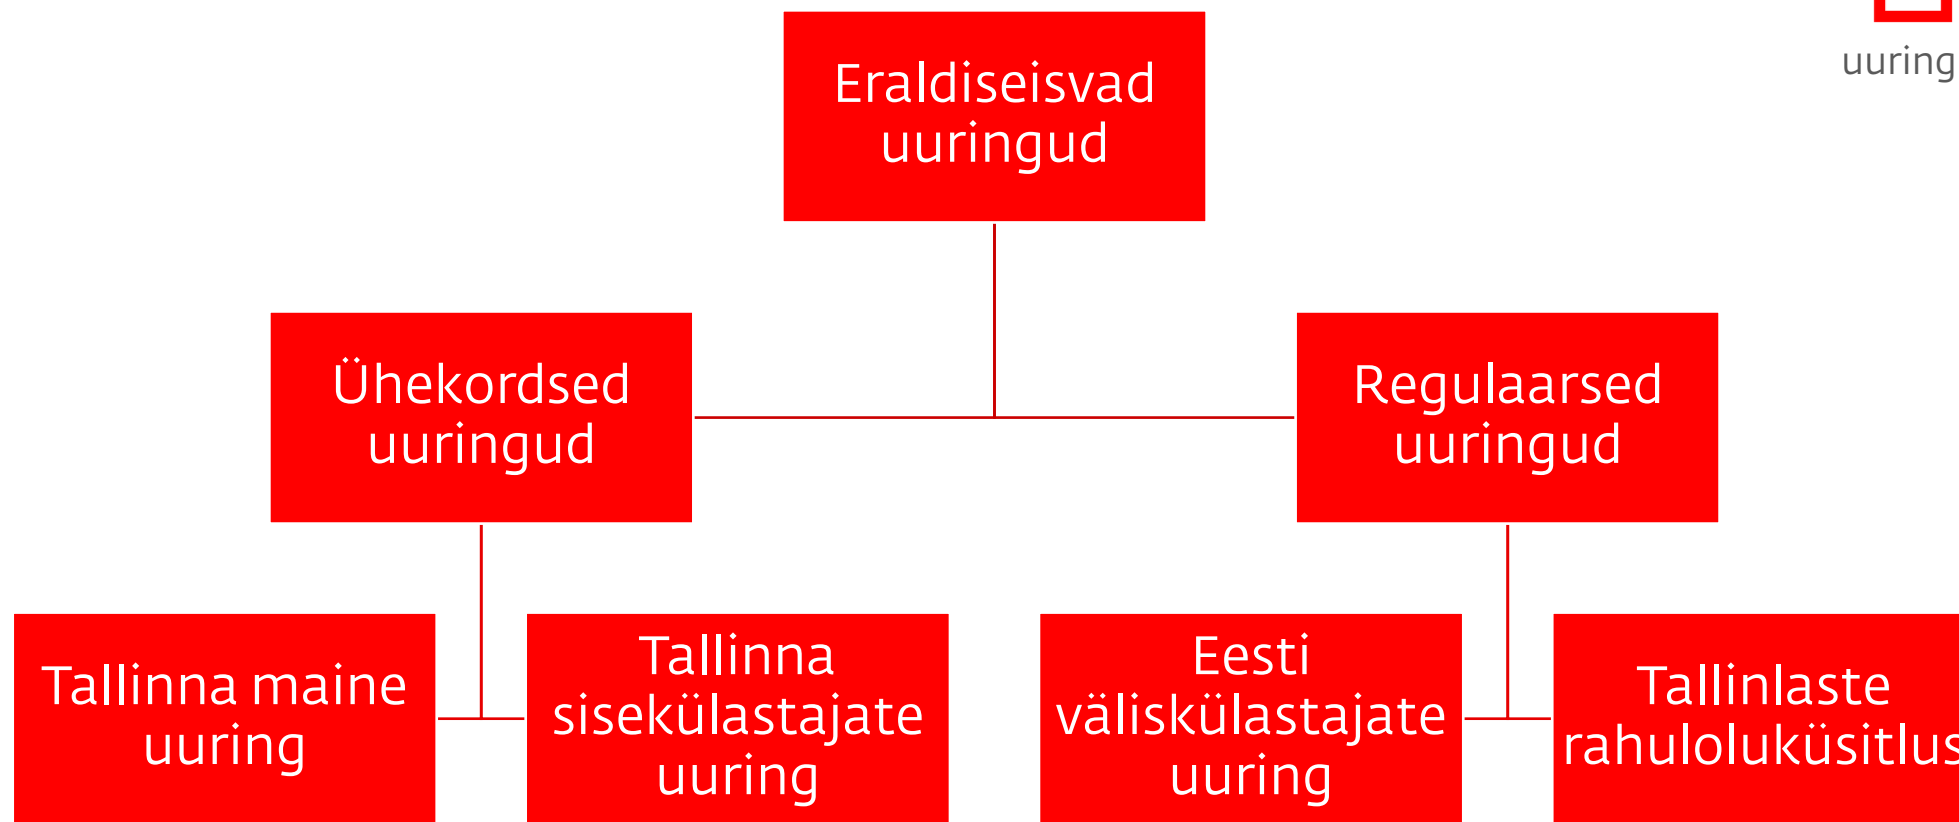 uuring
Eraldiseisvad
uuringud
Ühekordsed
uuringud
Regulaarsed
uuringud
Tallinna maine
uuring
Tallinna
sisekülastajate
uuring
Eesti
väliskülastajate
uuring
Tallinlaste
rahuloluküsitlus